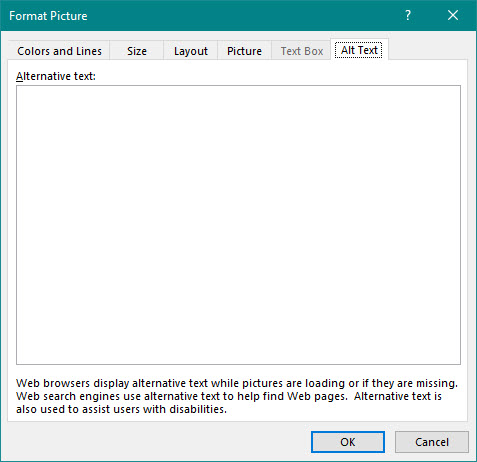 Format Picture
?
Colors and Lines Size Layout Picture Text Box Alt Text
Alternative text:
Web browsers display alternative text while pictures are loading or if they are missing.
Web search engines use alternative text to help find Web pages.  Alternative text is
also used to assist users with disabilities.
OK Cancel